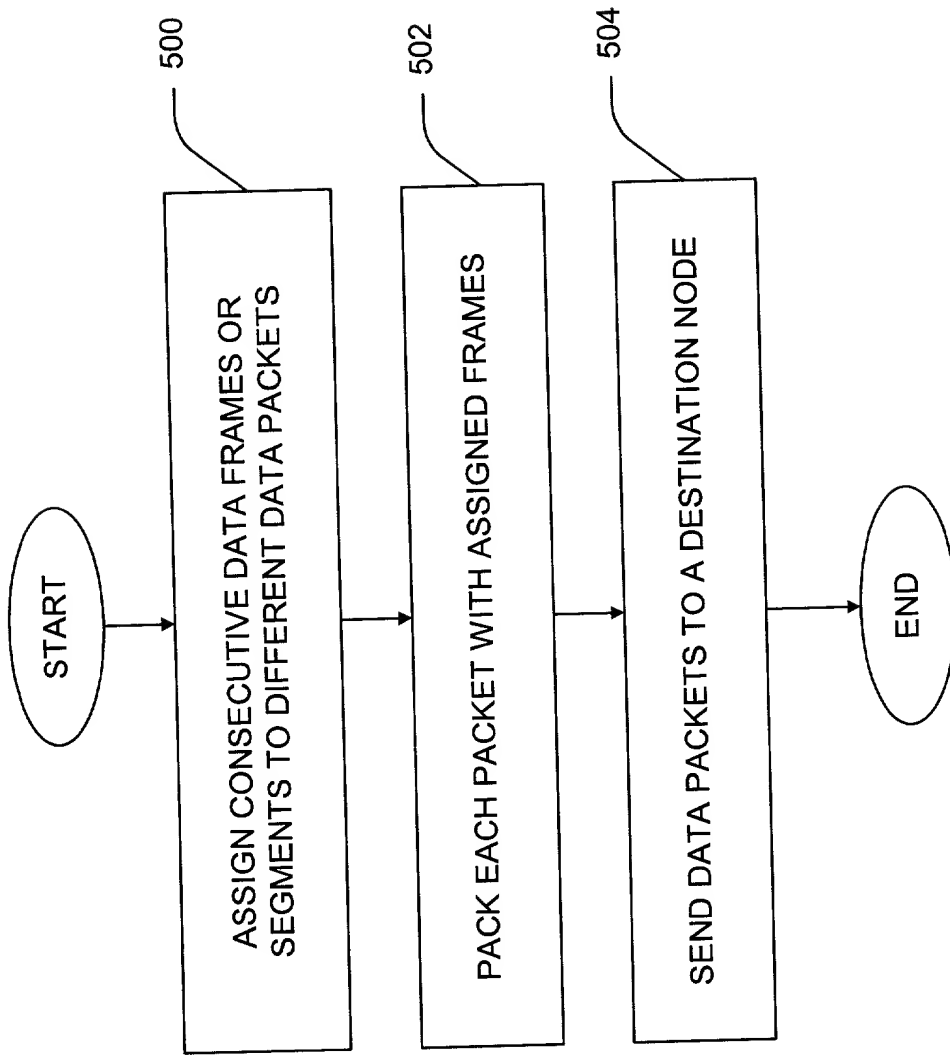 START
500
ASSIGN CONSECUTIVE DATA FRAMES OR
SEGMENTS TO DIFFERENT DATA PACKETS
502
PACK EACH PACKET WITH ASSIGNED FRAMES
504
SEND DATA PACKETS TO A DESTINATION NODE
END